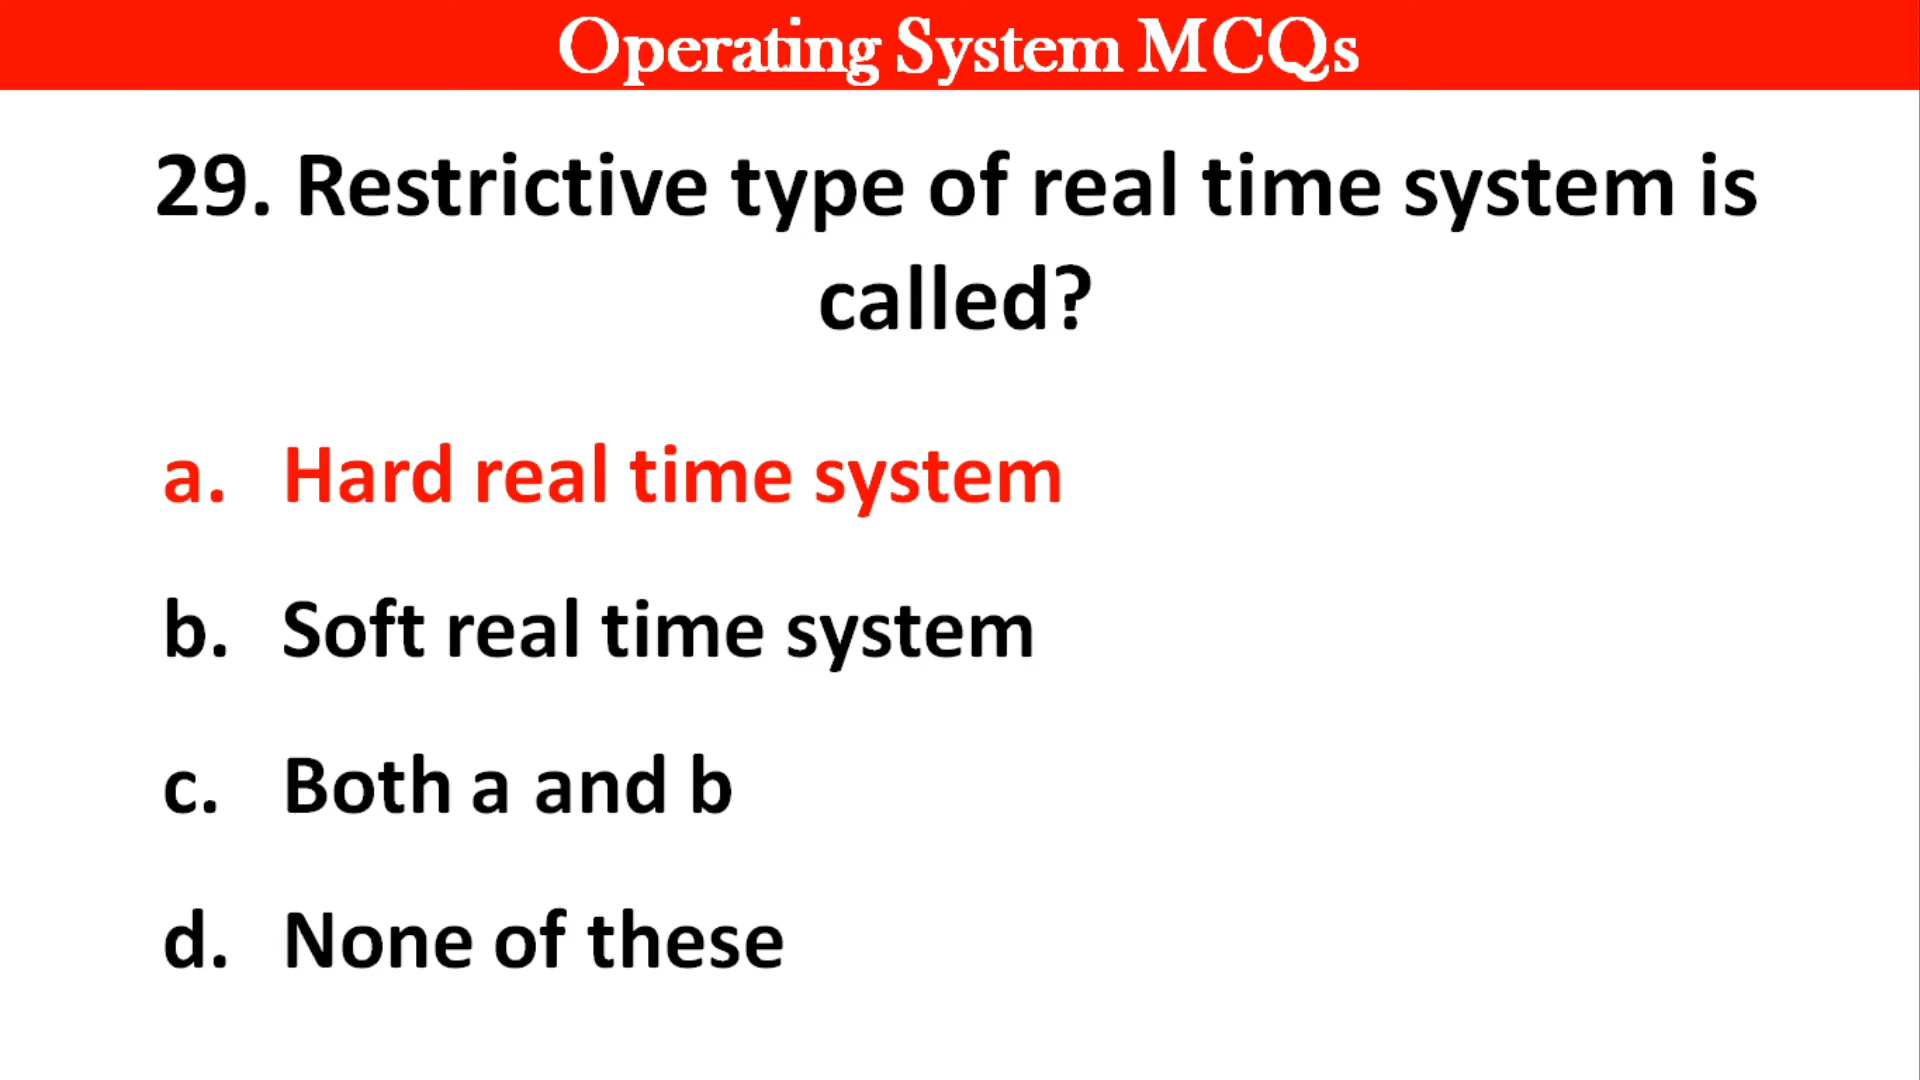 Operating System MCQs
29. Restrictive type of real time system is
called?
a. Hard real time system
b. Soft real time system
c. Both a and b
d. None of these